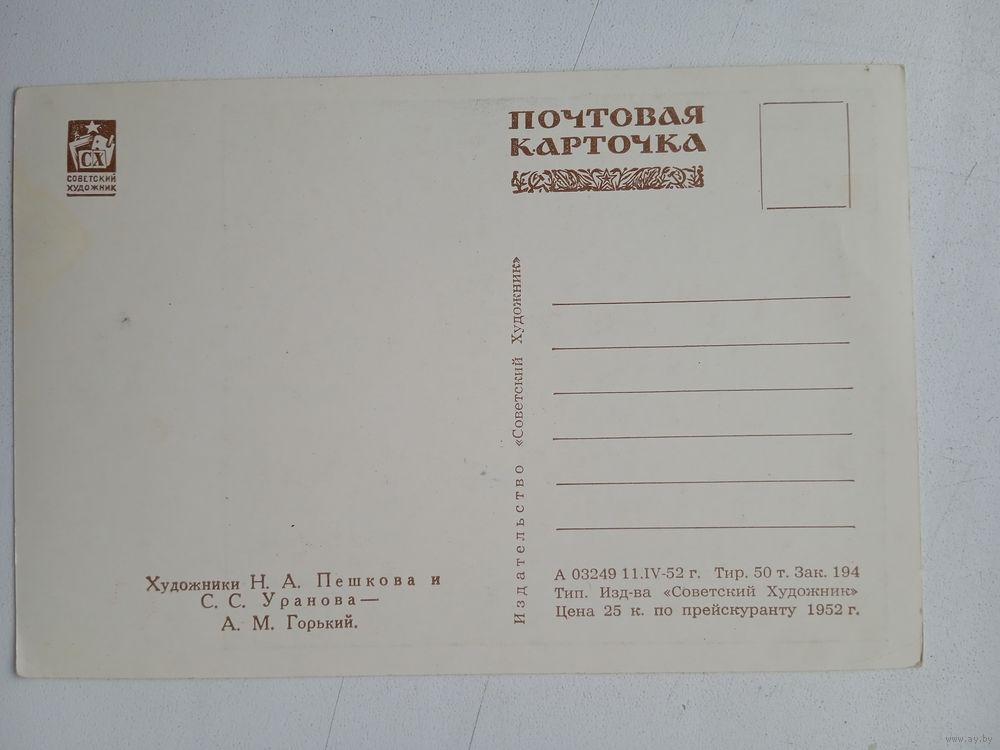 СХ
СОВЕТСКИЙ
ХУДОЖНИК
ПОЧТОВАЯ
КАРТОЧКА
Издательство «Советский Художник»
Художники Н. А. Пешкова и
С. С. Уранова—
А. М. Горький.
А 03249 11.IV-52 г. Тир. 50 т. Зак. 194
Тип. Изд-ва «Советский Художник»
Цена 25 к. по прейскуранту 1952 г.
www.ay.by